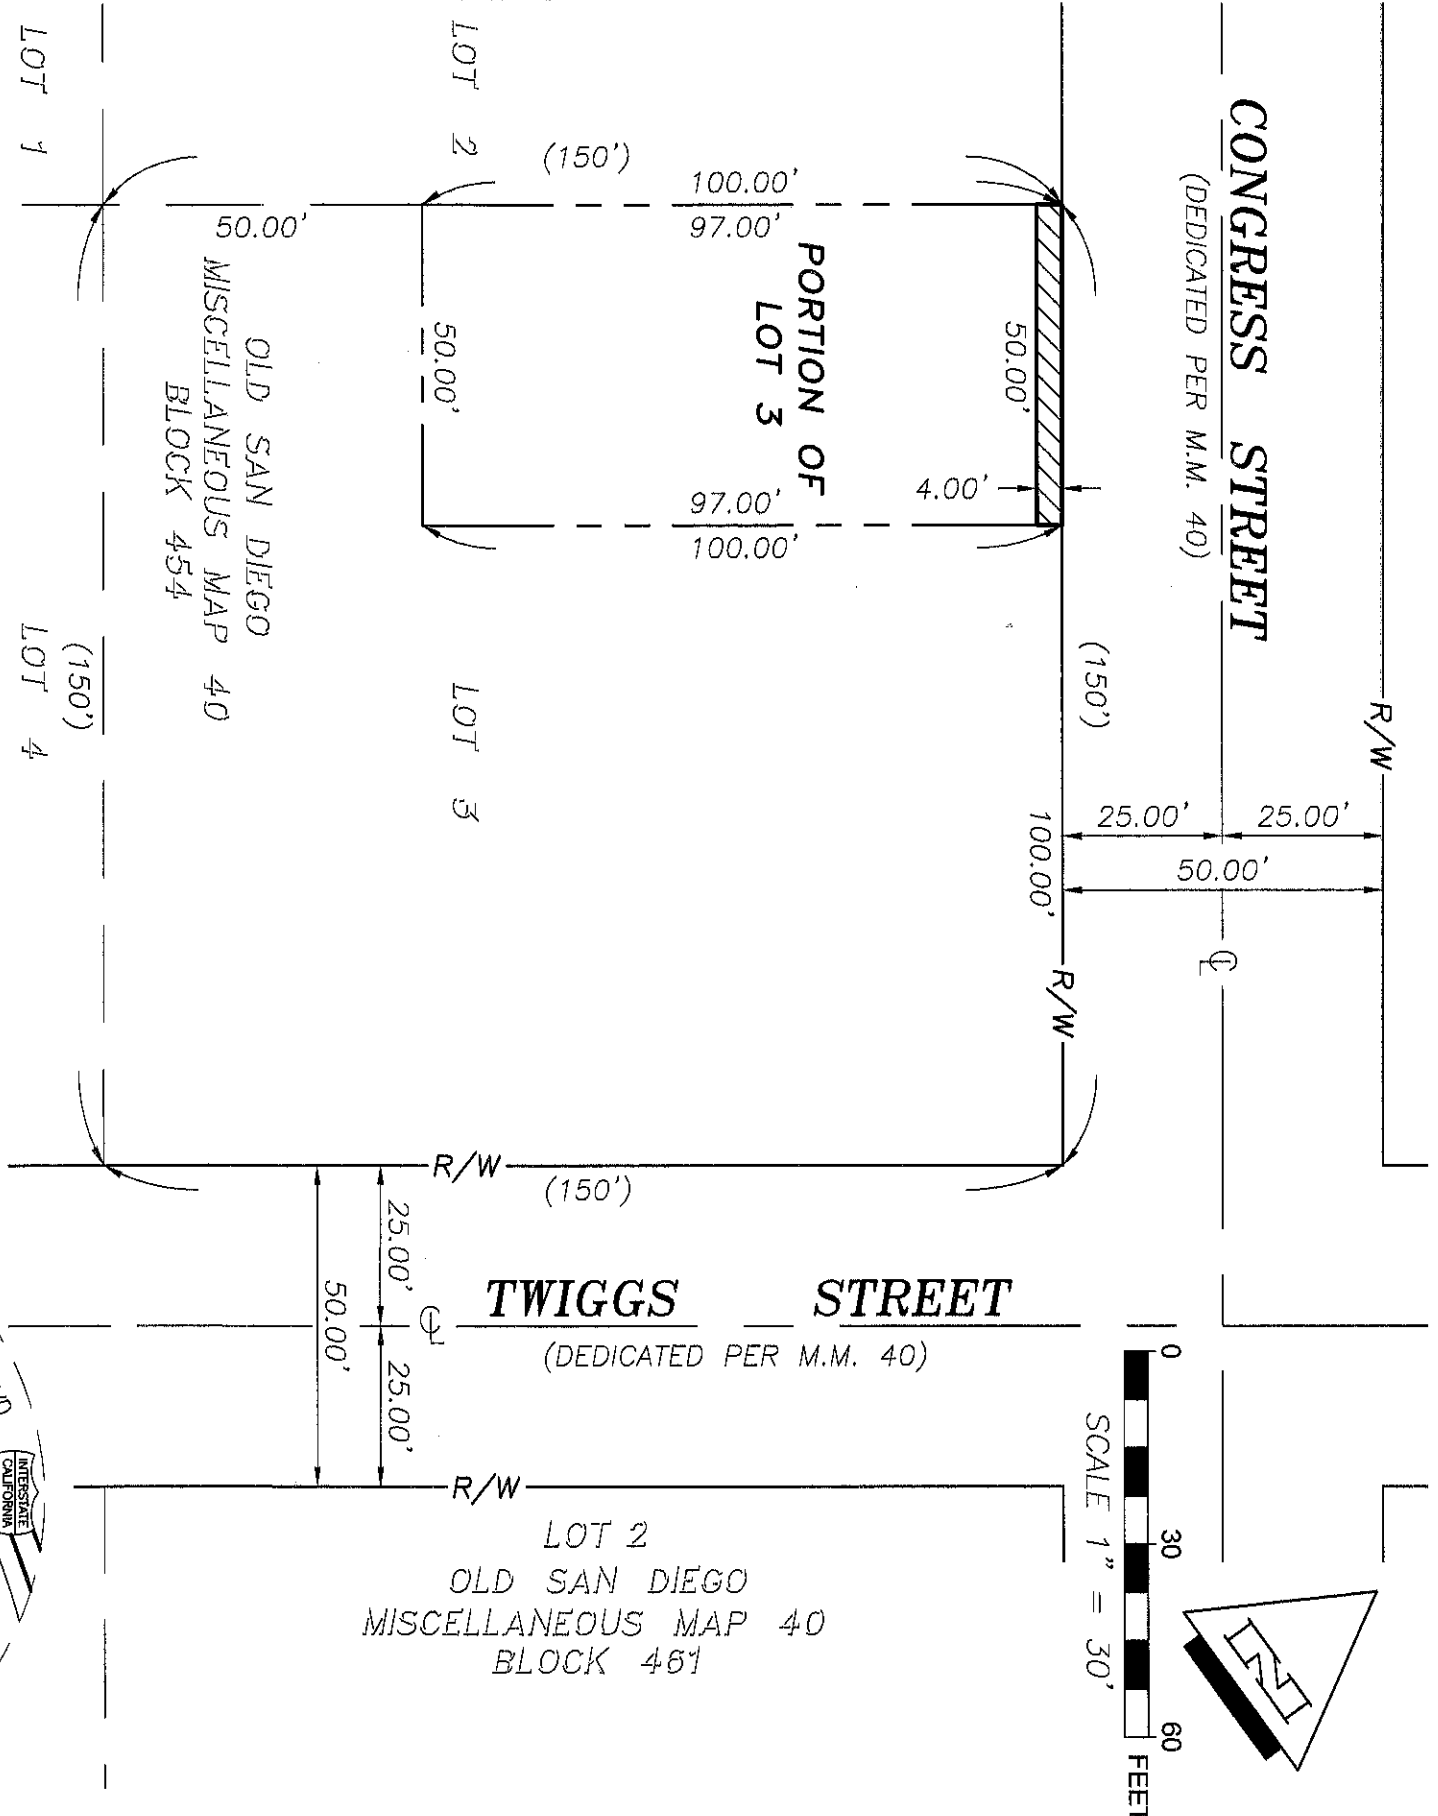 CONGRESS STREET
(DEDICATED PER M.M. 40)
R/W
LOT 1
LOT 2
(150')
100.00'
97.00'
50.00'
PORTION OF
LOT 3
50.00'
50.00'
4.00'
97.00'
100.00'
OLD SAN DIEGO
MISCELLANEOUS MAP 40
BLOCK 454
(150')
LOT 4
LOT 3
(150')
25.00'
25.00'
50.00'
100.00'
CL
R/W
R/W
(150')
25.00'
50.00'
25.00'
CL
TWIGGS STREET
(DEDICATED PER M.M. 40)
R/W
LOT 2
OLD SAN DIEGO
MISCELLANEOUS MAP 40
BLOCK 461
0 30 60
FEET
SCALE 1" = 30'
N
INTERSTATE
CALIFORNIA